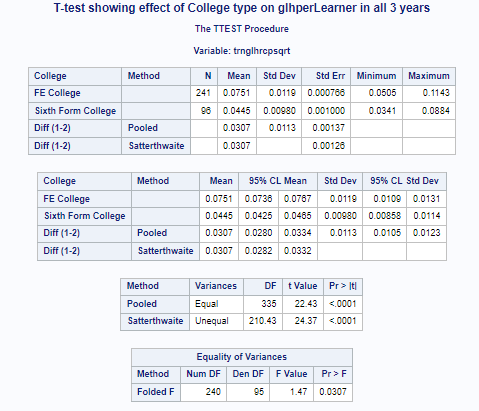 T-test showing effect of College type on glhperLearner in all 3 years
The TTEST Procedure
Variable: trnglhrcpsqrt
College Method N Mean Std Dev Std Err Minimum Maximum
FE College 241 0.0751 0.0119 0.000766 0.0505 0.1143
Sixth Form College 96 0.0445 0.00980 0.001000 0.0341 0.0884
Diff (1-2) Pooled 0.0307 0.0113 0.00137
Diff (1-2) Satterthwaite 0.0307 0.00126
College Method Mean 95% CL Mean Std Dev 95% CL Std Dev
FE College 0.0751 0.0736 0.0767 0.0119 0.0109 0.0131
Sixth Form College 0.0445 0.0425 0.0465 0.00980 0.00858 0.0114
Diff (1-2) Pooled 0.0307 0.0280 0.0334 0.0113 0.0105 0.0123
Diff (1-2) Satterthwaite 0.0307 0.0282 0.0332
Method Variances DF t Value Pr > |t|
Pooled Equal 335 22.43 <.0001
Satterthwaite Unequal 210.43 24.37 <.0001
Equality of Variances
Method Num DF Den DF F Value Pr > F
Folded F 240 95 1.47 0.0307